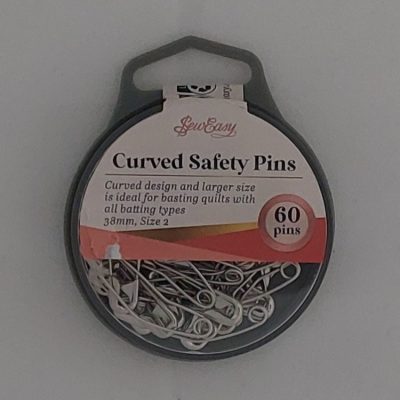 SewEasy
Curved Safety Pins
Curved design and larger size
is ideal for basting quilts with
all batting types
38mm, Size 2
60
pins